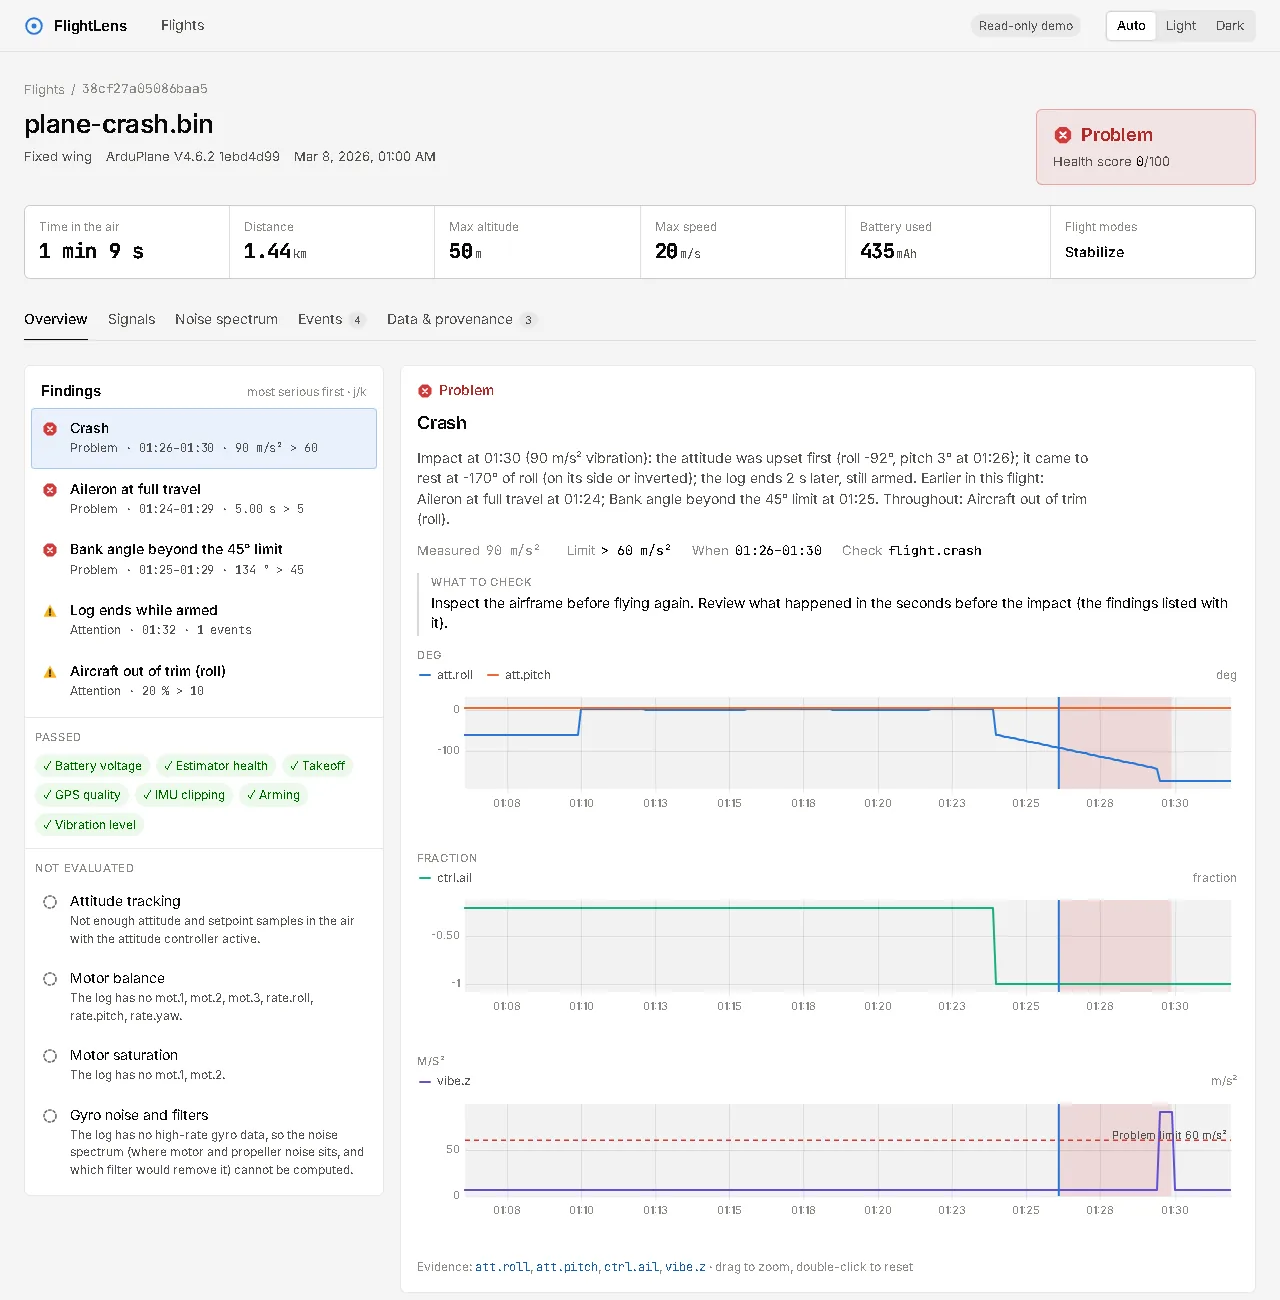 FlightLens Flights Read-only demo Auto Light Dark
Flights / 38cf27a05086baa5
plane-crash.bin
Fixed wing ArduPlane V4.6.2 1ebd4d99 Mar 8, 2026, 01:00 AM
Problem
Health score 0/100
Time in the air
1 min 9 s
Distance
1.44 km
Max altitude
50 m
Max speed
20 m/s
Battery used
435 mAh
Flight modes
Stabilize
Overview Signals Noise spectrum Events 4 Data & provenance 3
Findings most serious first · j/k
Crash
Problem · 01:26–01:30 · 90 m/s² > 60
Aileron at full travel
Problem · 01:24–01:29 · 5.00 s > 5
Bank angle beyond the 45° limit
Problem · 01:25–01:29 · 134 ° > 45
Log ends while armed
Attention · 01:32 · 1 events
Aircraft out of trim (roll)
Attention · 20 % > 10
PASSED
✓ Battery voltage ✓ Estimator health ✓ Takeoff
✓ GPS quality ✓ IMU clipping ✓ Arming
✓ Vibration level
NOT EVALUATED
Attitude tracking
Not enough attitude and setpoint samples in the air
with the attitude controller active.
Motor balance
The log has no mot.1, mot.2, mot.3, rate.roll,
rate.pitch, rate.yaw.
Motor saturation
The log has no mot.1, mot.2.
Gyro noise and filters
The log has no high-rate gyro data, so the noise
spectrum (where motor and propeller noise sits, and
which filter would remove it) cannot be computed.
Problem
Crash
Impact at 01:30 (90 m/s² vibration): the attitude was upset first (roll -92°, pitch 3° at 01:26); it came to
rest at -170° of roll (on its side or inverted); the log ends 2 s later, still armed. Earlier in this flight:
Aileron at full travel at 01:24; Bank angle beyond the 45° limit at 01:25. Throughout: Aircraft out of trim
(roll).
Measured 90 m/s² Limit > 60 m/s² When 01:26–01:30 Check flight.crash
WHAT TO CHECK
Inspect the airframe before flying again. Review what happened in the seconds before the impact (the findings listed with
it).
DEG
att.roll att.pitch deg
0
-100
01:08 01:10 01:13 01:15 01:18 01:20 01:23 01:25 01:28 01:30
FRACTION
ctrl.ail fraction
-0.50
-1
01:08 01:10 01:13 01:15 01:18 01:20 01:23 01:25 01:28 01:30
M/S²
vibe.z m/s²
Problem limit 60 m/s²
50
0
01:08 01:10 01:13 01:15 01:18 01:20 01:23 01:25 01:28 01:30
Evidence: att.roll, att.pitch, ctrl.ail, vibe.z · drag to zoom, double-click to reset